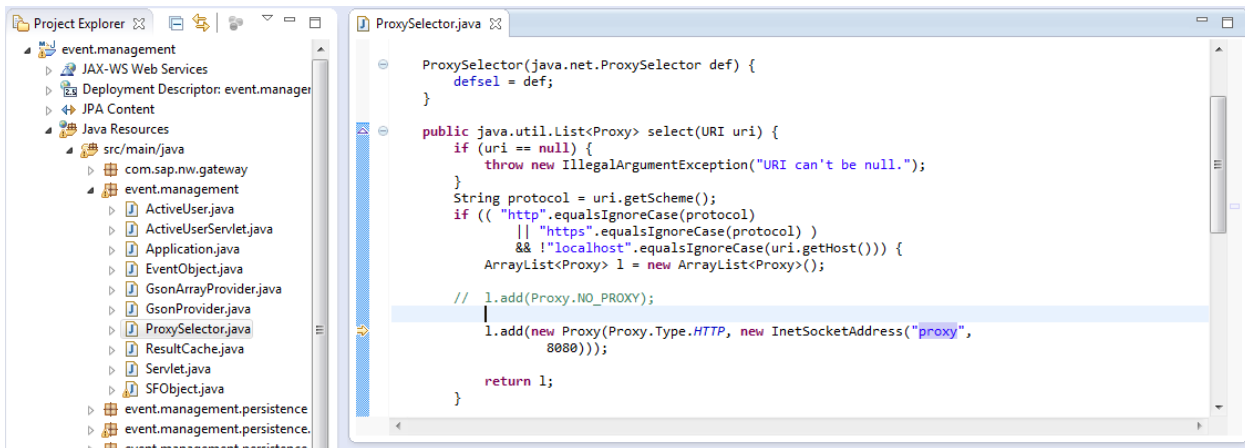 Project Explorer
event.management
JAX-WS Web Services
Deployment Descriptor: event.manager
JPA Content
Java Resources
src/main/java
com.sap.nw.gateway
event.management
ActiveUser.java
ActiveUserServlet.java
Application.java
EventObject.java
GsonArrayProvider.java
GsonProvider.java
ProxySelector.java
ResultCache.java
Servlet.java
SFObject.java
event.management.persistence
event.management.persistence.
ProxySelector.java
ProxySelector(java.net.ProxySelector def) {
defsel = def;
}
public java.util.List<Proxy> select(URI uri) {
if (uri == null) {
throw new IllegalArgumentException("URI can't be null.");
}
String protocol = uri.getScheme();
if (( "http".equalsIgnoreCase(protocol)
|| "https".equalsIgnoreCase(protocol) )
&& !"localhost".equalsIgnoreCase(uri.getHost())) {
ArrayList<Proxy> l = new ArrayList<Proxy>();
//  l.add(Proxy.NO_PROXY);
l.add(new Proxy(Proxy.Type.HTTP, new InetSocketAddress("proxy",
8080)));
return l;
}